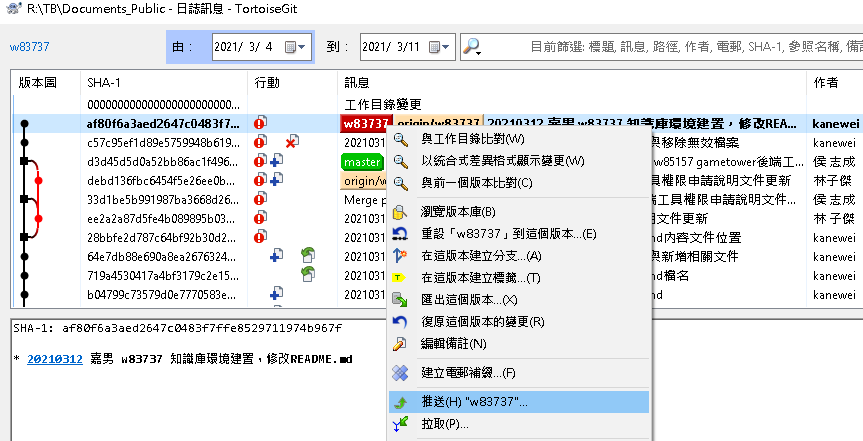 R:\TB\Documents_Public - 日誌訊息 - TortoiseGit
w83737 由: 2021/ 3/ 4 到: 2021/ 3/11 目前篩選: 標題, 訊息, 路徑, 作者, 電郵, SHA-1, 參照名稱, 備
版本圖 SHA-1 行動 訊息 作者
0000000000000000000000... 工作目錄變更
af80f6a3aed2647c0483f7... w83737 origin/w83737 20210312 嘉男 w83737 知識庫環境建置，修改REA... kanewei
c57c95ef1d89e5759948b619... 與移除無效檔案 kanewei
d3d45d5d0a52bb86ac1f496... master w85157 gametower後端工... 侯 志成
debd136fbc6454f5e26ee0b... origin/w 具權限申請說明文件更新 林 子傑
33d1be5b991987ba3668d26... Merge p 端工具權限申請說明文件... 侯 志成
ee2a2a87d5fe4b089895b03... 2021031 文件更新 林 子傑
28bbfe2d787c64bf92b30d2... 2021031 nd內容文件位置 kanewei
64e7db88e690a8ea2676324... 2021031 與新增相關文件 kanewei
719a4530417a4bf3179c2e15... 2021031 nd檔名 kanewei
b04799c73579d0e7770583e... 2021031 nd kanewei
與工作目錄比對(W)
以統合式差異格式顯示變更(W)
與前一個版本比對(C)
瀏覽版本庫(B)
重設「w83737」到這個版本...(E)
在這版本建立分支...(A)
在這版本建立標籤...(T)
匯出這個版本...(X)
復原這個版本的變更(R)
編輯備註(N)
建立電郵補綴...(F)
推送(H) "w83737"...
拉取(P)...
SHA-1: af80f6a3aed2647c0483f7ffe8529711974b967f
* 20210312 嘉男 w83737 知識庫環境建置，修改README.md